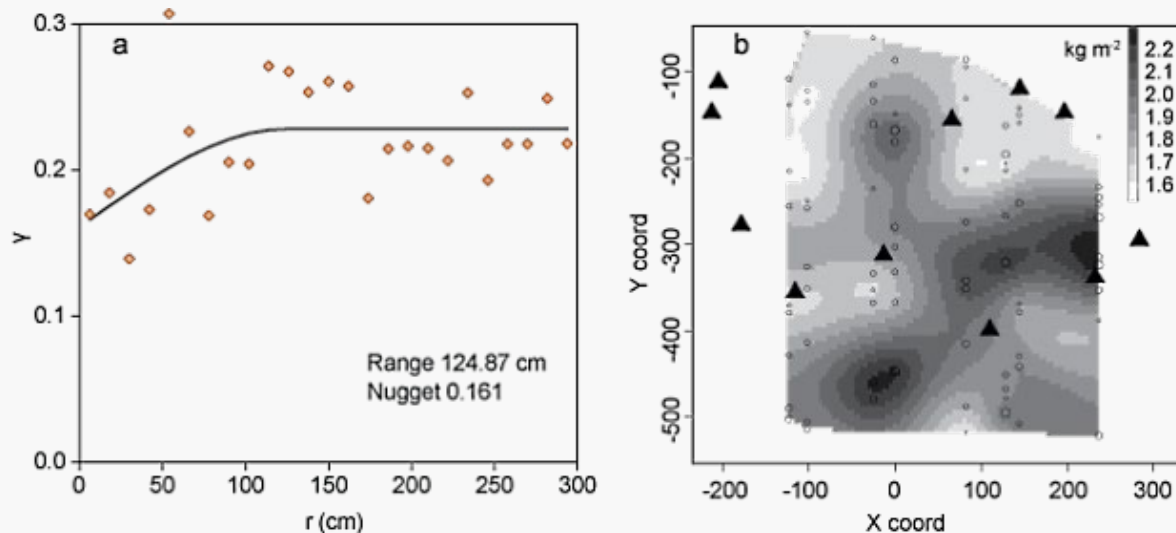 a
0.3
0.2
0.1
0.0
γ
Range 124.87 cm
Nugget 0.161
0 50 100 150 200 250 300
r (cm)
b
kg m-2
2.2
2.1
2.0
1.9
1.8
1.7
1.6
-100
-200
-300
-400
-500
Y coord
-200 -100 0 100 200 300
X coord